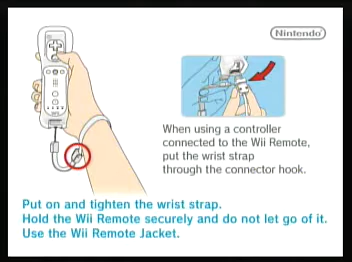 Nintendo
When using a controller
connected to the Wii Remote,
put the wrist strap
through the connector hook.
Put on and tighten the wrist strap.
Hold the Wii Remote securely and do not let go of it.
Use the Wii Remote Jacket.